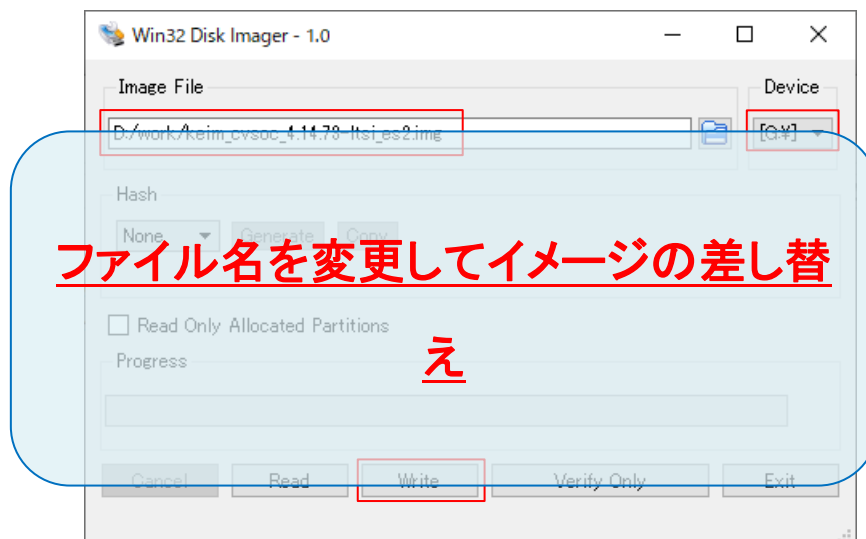 Win32 Disk Imager - 1.0
Image File
Device
D:/work/keim_cvsoc_4.14.73-ltsi_es2.img
[G:¥]
Hash
None
Generate
Copy
ファイル名を変更してイメージの差し替
え
Read Only Allocated Partitions
Progress
Cancel
Read
Write
Verify Only
Exit